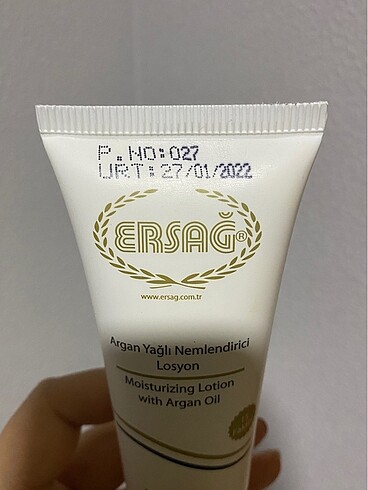 P.NO:027
URT:27/01/2022
ERSAĞ®
www.ersag.com.tr
Argan Yağlı Nemlendirici
Losyon
Moisturizing Lotion
with Argan Oil